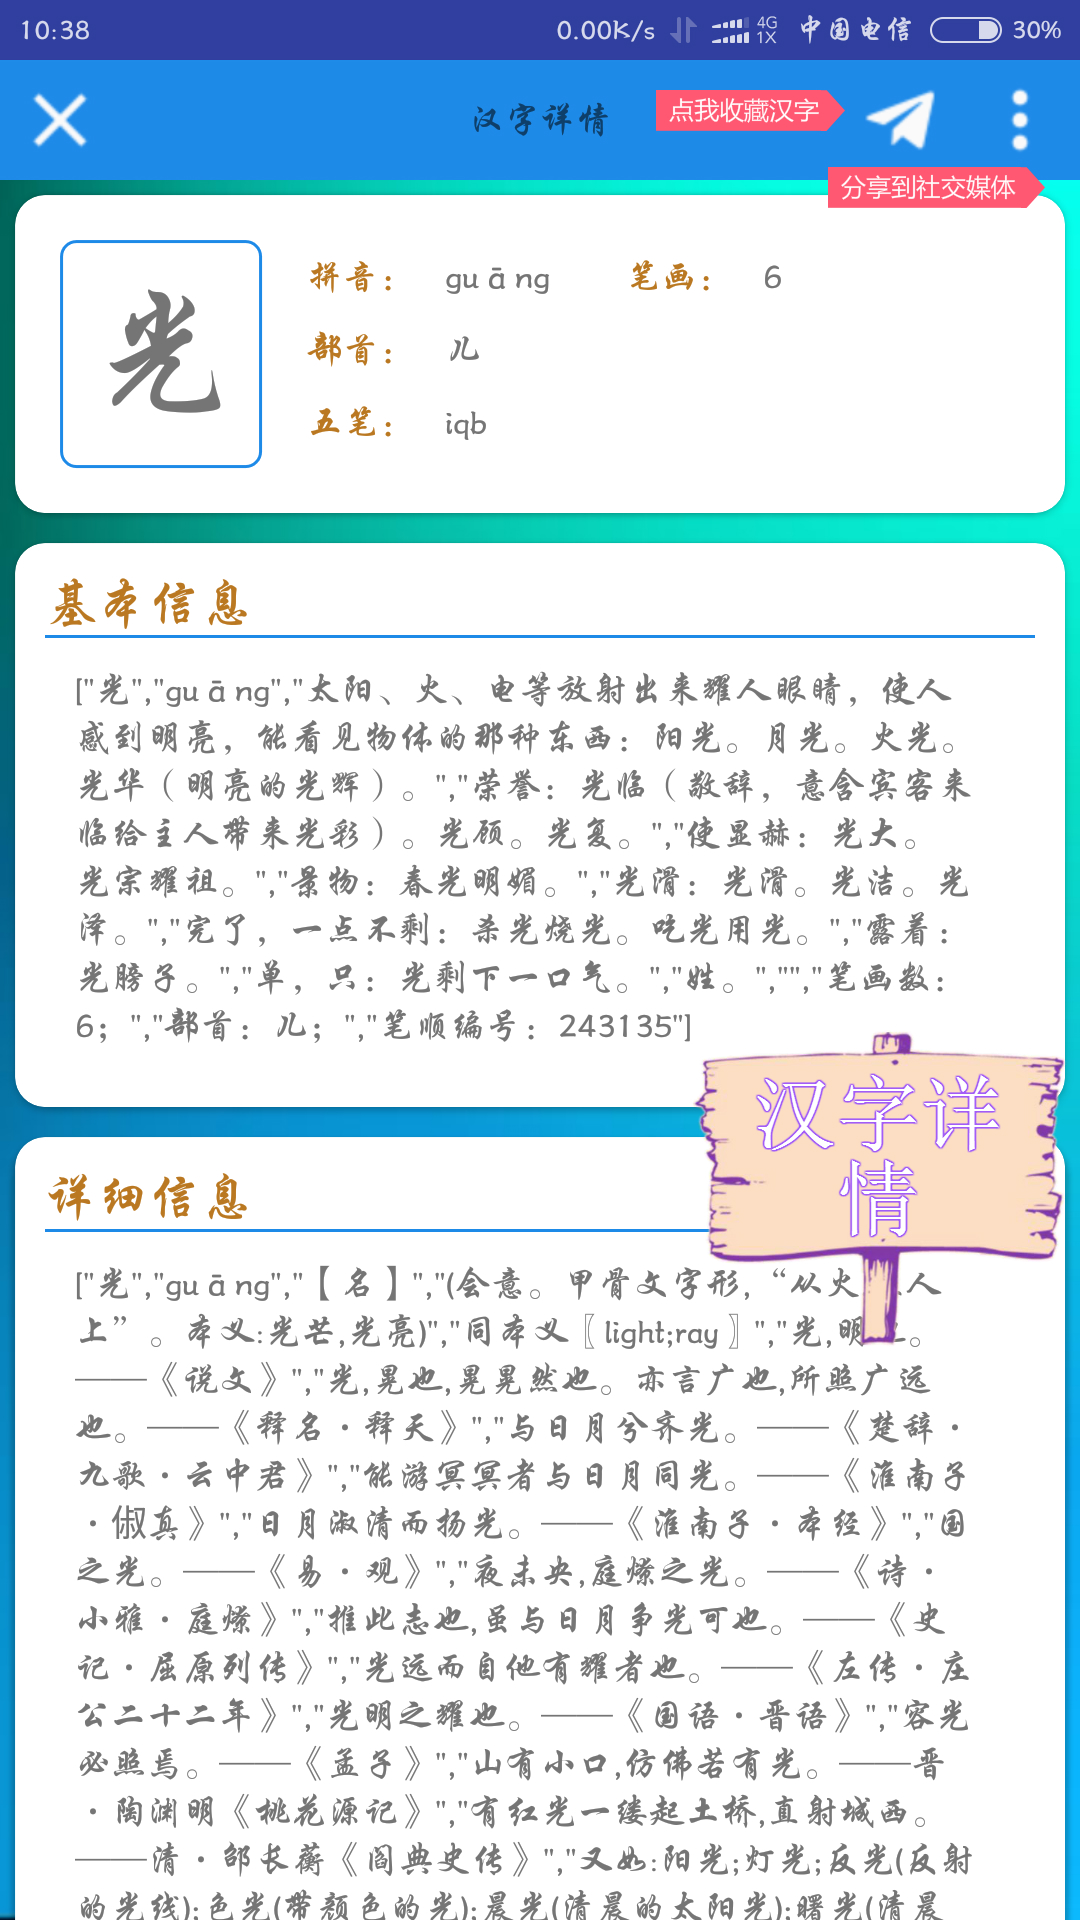 10:38 0.00K/s 4G 1X 中国电信 30%
汉字详情 点我收藏汉字
分享到社交媒体
光
拼音： guāng 笔画： 6
部首： 儿
五笔： iqb
基本信息
["光","guāng","太阳、火、电等放射出来耀人眼睛，使人
感到明亮，能看见物体的那种东西：阳光。月光。火光。
光华（明亮的光辉）。","荣誉：光临（敬辞，意含宾客来
临给主人带来光彩）。光顾。光复。","使显赫：光大。
光宗耀祖。","景物：春光明媚。","光滑：光滑。光洁。光
泽。","完了，一点不剩：杀光烧光。吃光用光。","露着：
光膀子。","单，只：光剩下一口气。","姓。","","笔画数：
6；","部首：儿；","笔顺编号：243135"]
汉字详
情
详细信息
["光","guāng","【名】","(会意。甲骨文字形,“从火 人
上”。本义:光芒,光亮)","同本义〖light;ray〗","光,明 。
——《说文》","光,晃也,晃晃然也。亦言广也,所照广远
也。——《释名·释天》","与日月兮齐光。——《楚辞·
九歌·云中君》","能游冥冥者与日月同光。——《淮南子
·俶真》","日月淑清而扬光。——《淮南子·本经》","国
之光。——《易·观》","夜未央,庭燎之光。——《诗·
小雅·庭燎》","推此志也,虽与日月争光可也。——《史
记·屈原列传》","光远而自他有耀者也。——《左传·庄
公二十二年》","光明之耀也。——《国语·晋语》","容光
必照焉。——《孟子》","山有小口,仿佛若有光。——晋
·陶渊明《桃花源记》","有红光一缕起土桥,直射城西。
——清·邵长蘅《阎典史传》","又如:阳光;灯光;反光(反射
的光线);色光(带颜色的光);晨光(清晨的太阳光);曙光(清晨